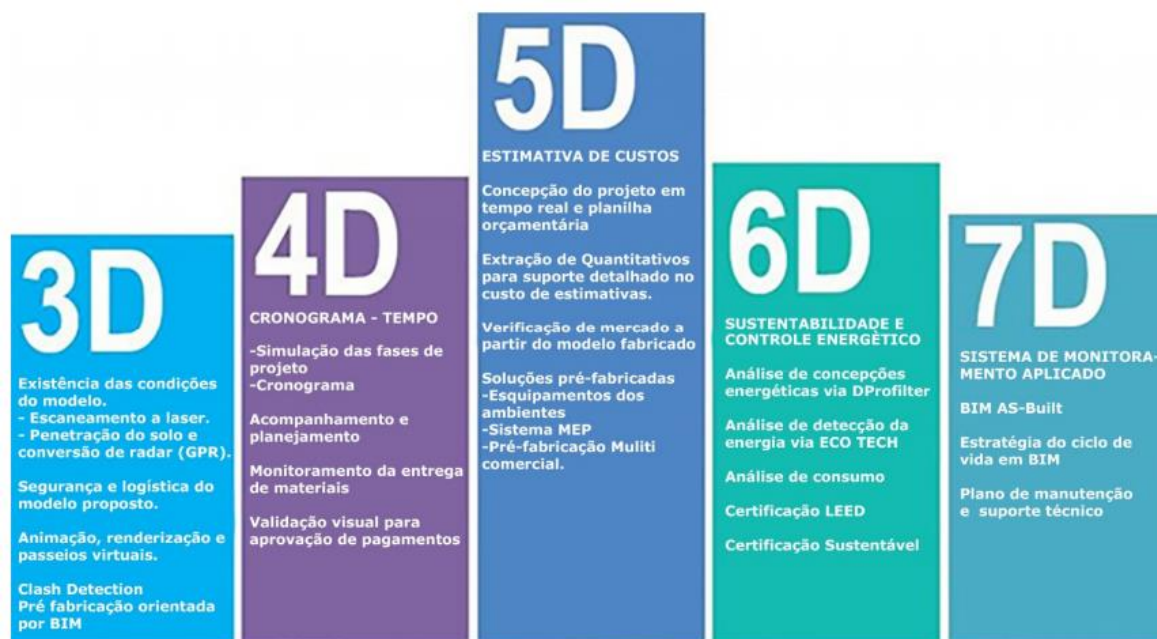 3D
Existência das condições
do modelo.
- Escaneamento a laser.
- Penetração do solo e
conversão de radar (GPR).
Segurança e logística do
modelo proposto.
Animação, renderização e
passeios virtuais.
Clash Detection
Pré fabricação orientada
por BIM
4D
CRONOGRAMA - TEMPO
-Simulação das fases de
projeto
-Cronograma
Acompanhamento e
planejamento
Monitoramento da entrega
de materiais
Validação visual para
aprovação de pagamentos
5D
ESTIMATIVA DE CUSTOS
Concepção do projeto em
tempo real e planilha
orçamentária
Extração de Quantitativos
para suporte detalhado no
custo de estimativas.
Verificação de mercado a
partir do modelo fabricado
Soluções pré-fabricadas
-Esquipamentos dos
ambientes
-Sistema MEP
-Pré-fabricação Muliti
comercial.
6D
SUSTENTABILIDADE E
CONTROLE ENERGÈTICO
Análise de concepções
energéticas via DProfilter
Análise de detecção da
energia via ECO TECH
Análise de consumo
Certificação LEED
Certificação Sustentável
7D
SISTEMA DE MONITORA-
MENTO APLICADO
BIM AS-Built
Estratégia do ciclo de
vida em BIM
Plano de manutenção
e suporte técnico